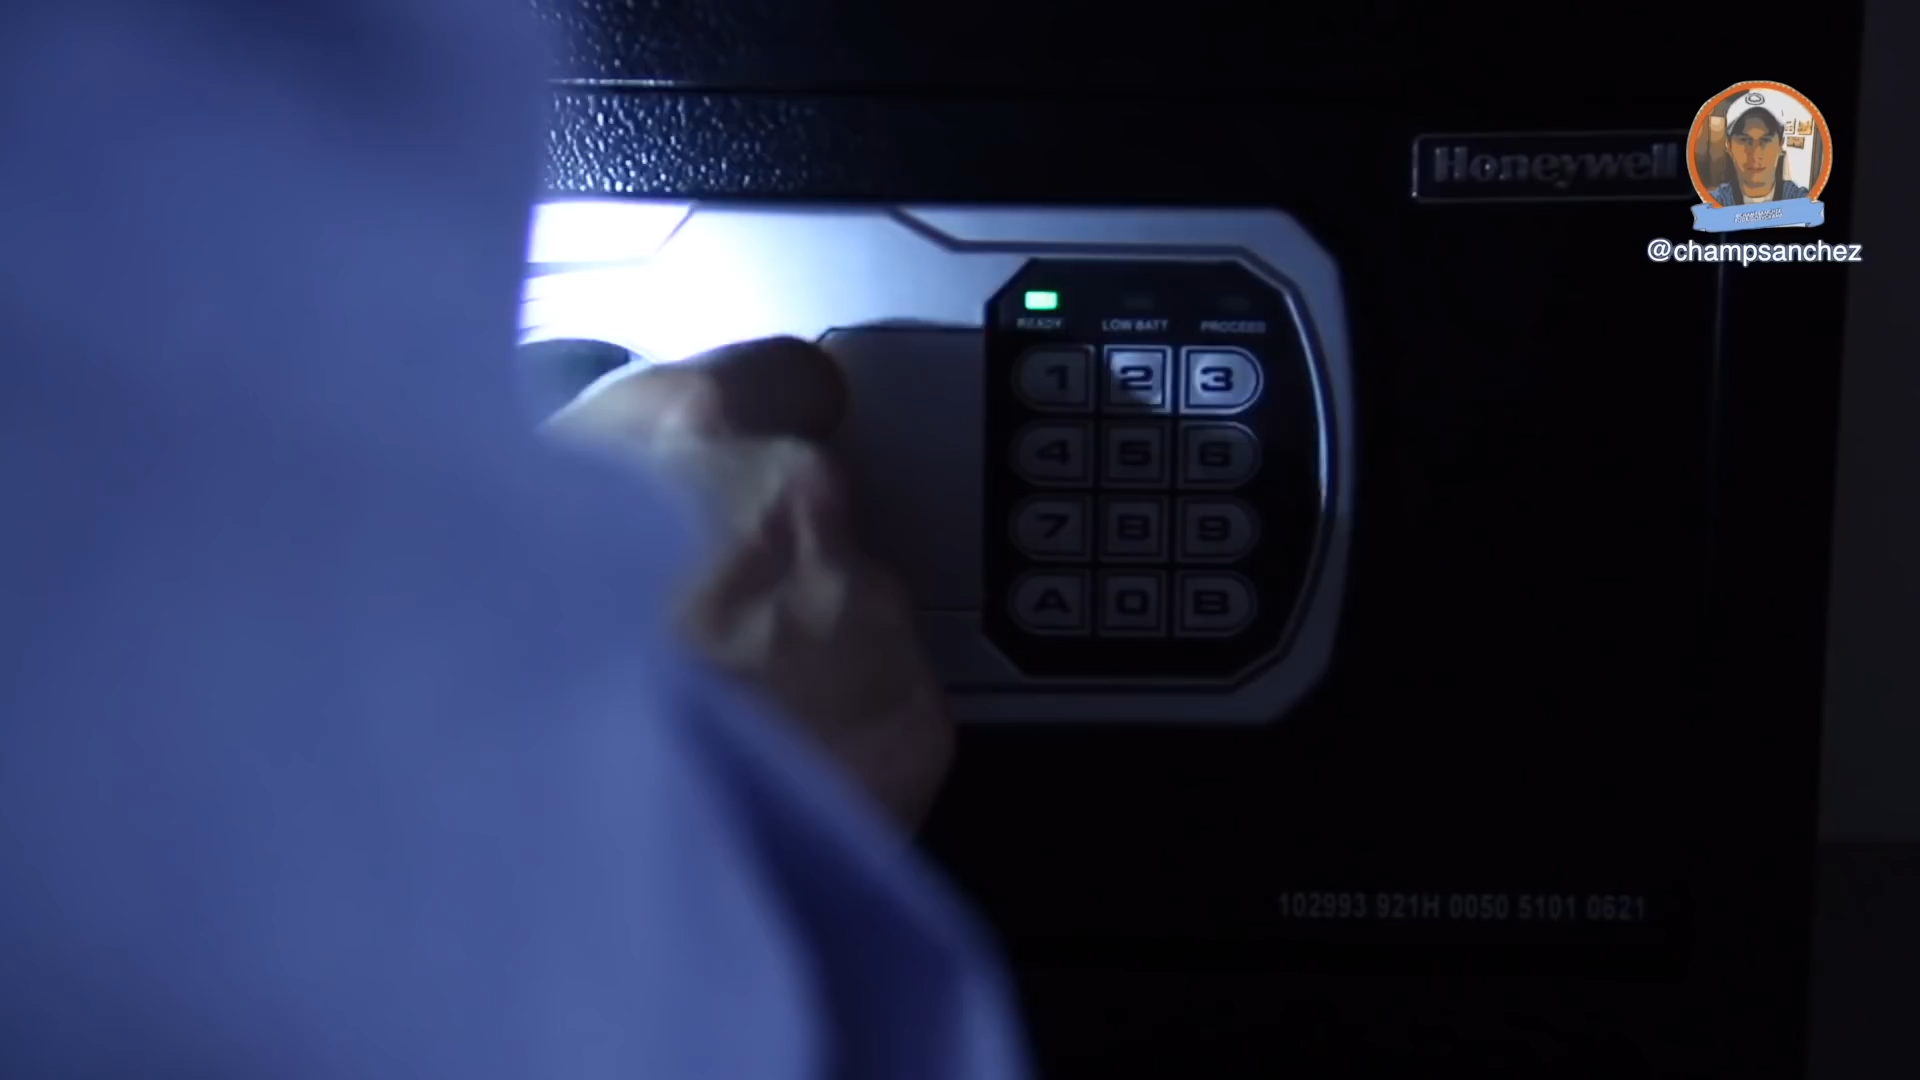 Honeywell
@champsanchez
READY LOW BATT PROCEED
1 2 3
4 5 6
7 8 9
A 0 B
102993 921H 0050 5101 0621